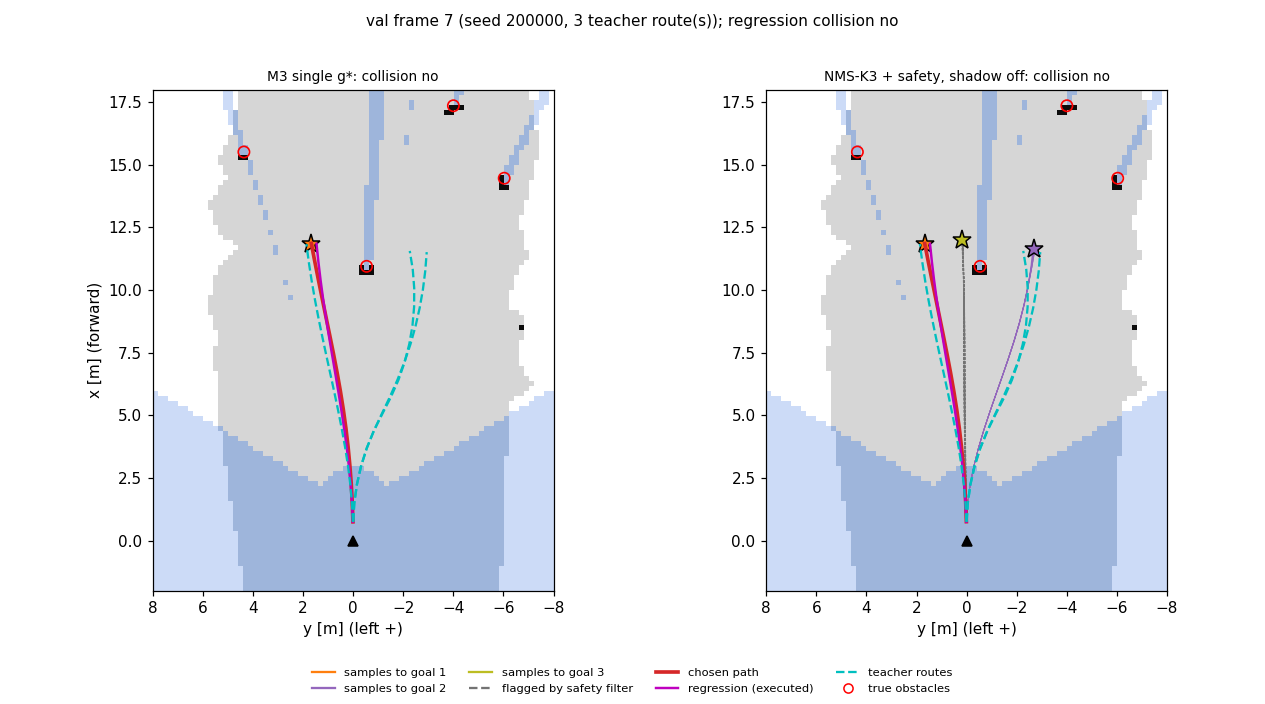 val frame 7 (seed 200000, 3 teacher route(s)); regression collision no
M3 single g*: collision no
17.5
15.0
12.5
10.0
7.5
5.0
2.5
0.0
x [m] (forward)
8 6 4 2 0 −2 −4 −6 −8
y [m] (left +)
NMS-K3 + safety, shadow off: collision no
17.5
15.0
12.5
10.0
7.5
5.0
2.5
0.0
8 6 4 2 0 −2 −4 −6 −8
y [m] (left +)
samples to goal 1
samples to goal 2
samples to goal 3
flagged by safety filter
chosen path
regression (executed)
teacher routes
true obstacles